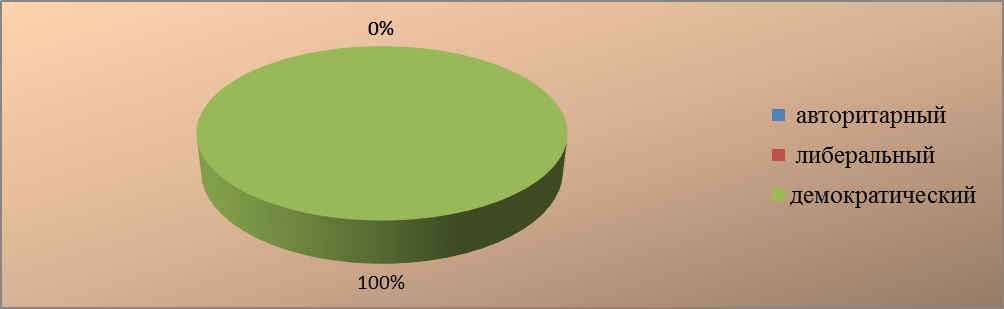 0%
авторитарный
либеральный
демократический
100%